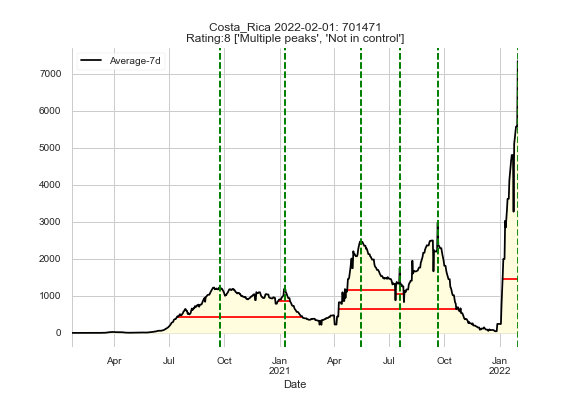 Costa_Rica 2022-02-01: 701471
Rating:8 ['Multiple peaks', 'Not in control']
Average-7d
7000
6000
5000
4000
3000
2000
1000
0
Apr Jul Oct Jan Apr Jul Oct Jan
2021 2022
Date